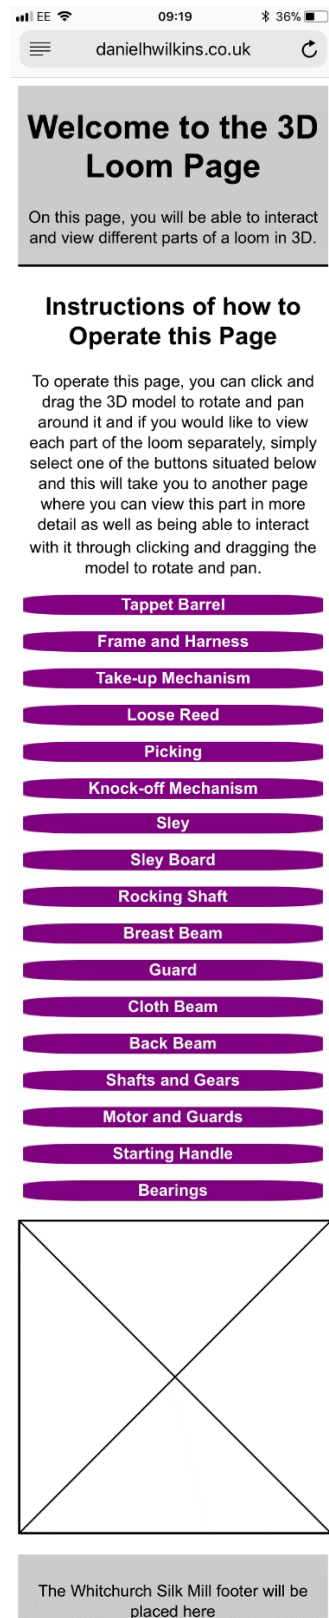 EE 09:19 36%
danielhwilkins.co.uk
Welcome to the 3D
Loom Page
On this page, you will be able to interact
and view different parts of a loom in 3D.
Instructions of how to
Operate this Page
To operate this page, you can click and
drag the 3D model to rotate and pan
around it and if you would like to view
each part of the loom separately, simply
select one of the buttons situated below
and this will take you to another page
where you can view this part in more
detail as well as being able to interact
with it through clicking and dragging the
model to rotate and pan.
Tappet Barrel
Frame and Harness
Take-up Mechanism
Loose Reed
Picking
Knock-off Mechanism
Sley
Sley Board
Rocking Shaft
Breast Beam
Guard
Cloth Beam
Back Beam
Shafts and Gears
Motor and Guards
Starting Handle
Bearings
The Whitchurch Silk Mill footer will be
placed here